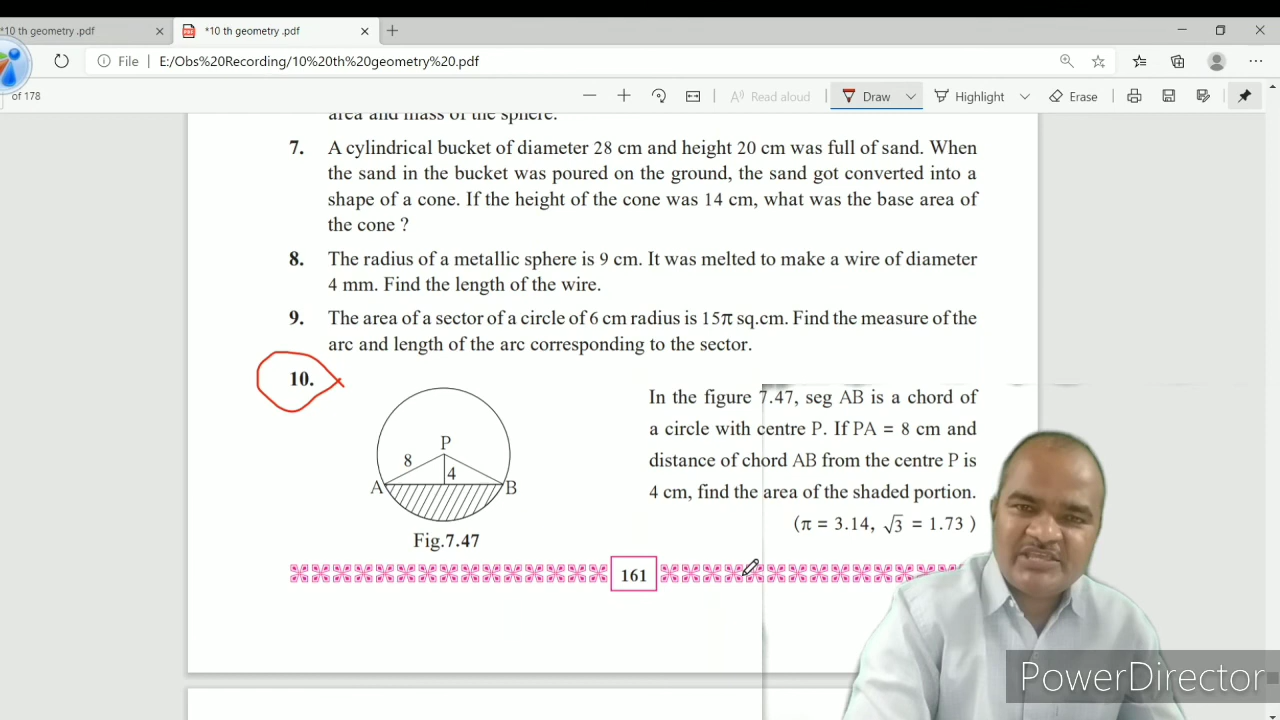 *10 th geometry .pdf
*10 th geometry .pdf
File
E:/Obs%20Recording/10%20th%20geometry%20.pdf
of 178
Read aloud
Draw
Highlight
Erase
area and mass of the sphere.
7. A cylindrical bucket of diameter 28 cm and height 20 cm was full of sand. When
the sand in the bucket was poured on the ground, the sand got converted into a
shape of a cone. If the height of the cone was 14 cm, what was the base area of
the cone ?
8. The radius of a metallic sphere is 9 cm. It was melted to make a wire of diameter
4 mm. Find the length of the wire.
9. The area of a sector of a circle of 6 cm radius is 15π sq.cm. Find the measure of the
arc and length of the arc corresponding to the sector.
10.
P
8
4
A
B
Fig.7.47
In the figure 7.47, seg AB is a chord of
a circle with centre P. If PA = 8 cm and
distance of chord AB from the centre P is
4 cm, find the area of the shaded portion.
(π = 3.14, √3 = 1.73 )
161
PowerDirector